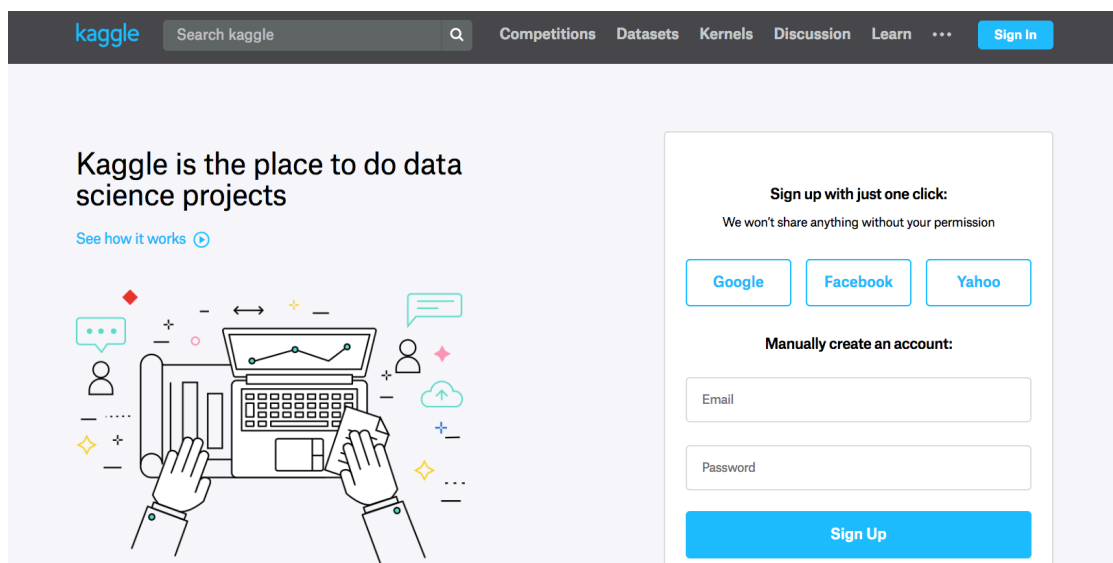 kaggle
Search kaggle
Competitions
Datasets
Kernels
Discussion
Learn
Sign In
Kaggle is the place to do data
science projects
See how it works
Sign up with just one click:
We won't share anything without your permission
Google
Facebook
Yahoo
Manually create an account:
Email
Password
Sign Up